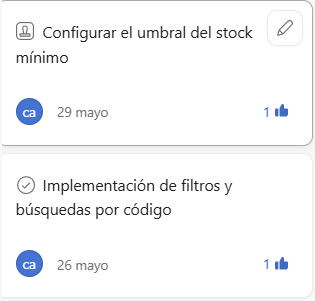 Configurar el umbral del stock
mínimo
ca 29 mayo 1
Implementación de filtros y
búsquedas por código
ca 26 mayo 1